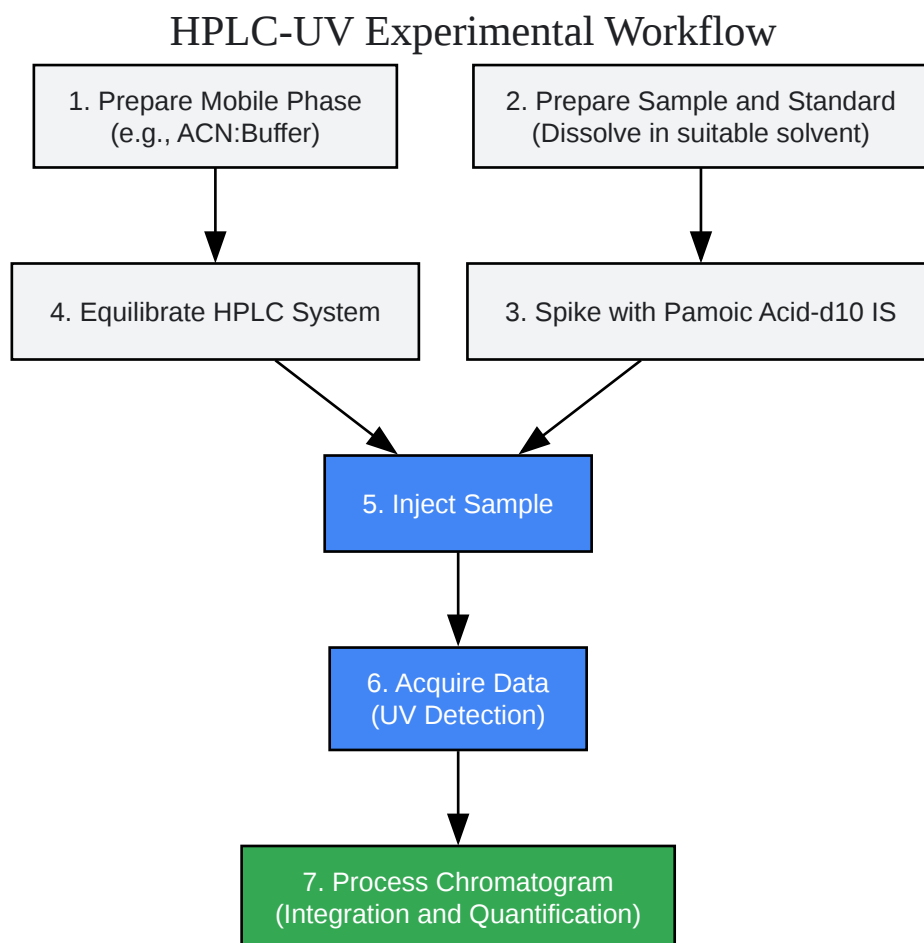 HPLC-UV Experimental Workflow
1. Prepare Mobile Phase
(e.g., ACN:Buffer)
2. Prepare Sample and Standard
(Dissolve in suitable solvent)
4. Equilibrate HPLC System
3. Spike with Pamoic Acid-d10 IS
5. Inject Sample
6. Acquire Data
(UV Detection)
7. Process Chromatogram
(Integration and Quantification)